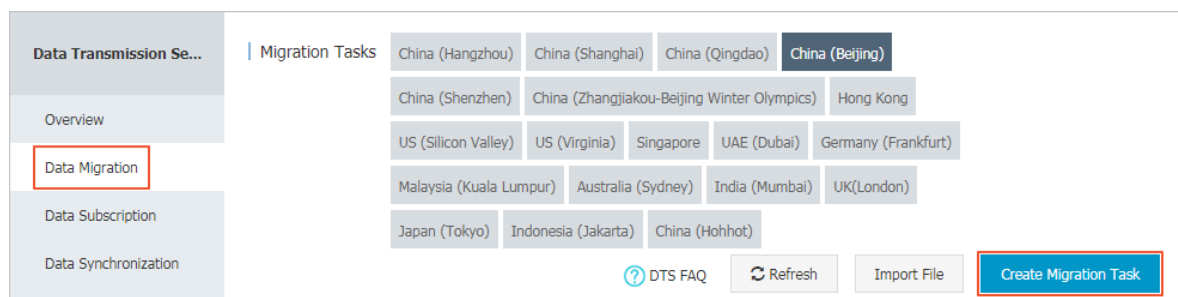 Data Transmission Se...
Overview
Data Migration
Data Subscription
Data Synchronization
Migration Tasks
China (Hangzhou) China (Shanghai) China (Qingdao) China (Beijing)
China (Shenzhen) China (Zhangjiakou-Beijing Winter Olympics) Hong Kong
US (Silicon Valley) US (Virginia) Singapore UAE (Dubai) Germany (Frankfurt)
Malaysia (Kuala Lumpur) Australia (Sydney) India (Mumbai) UK(London)
Japan (Tokyo) Indonesia (Jakarta) China (Hohhot)
? DTS FAQ Refresh Import File Create Migration Task